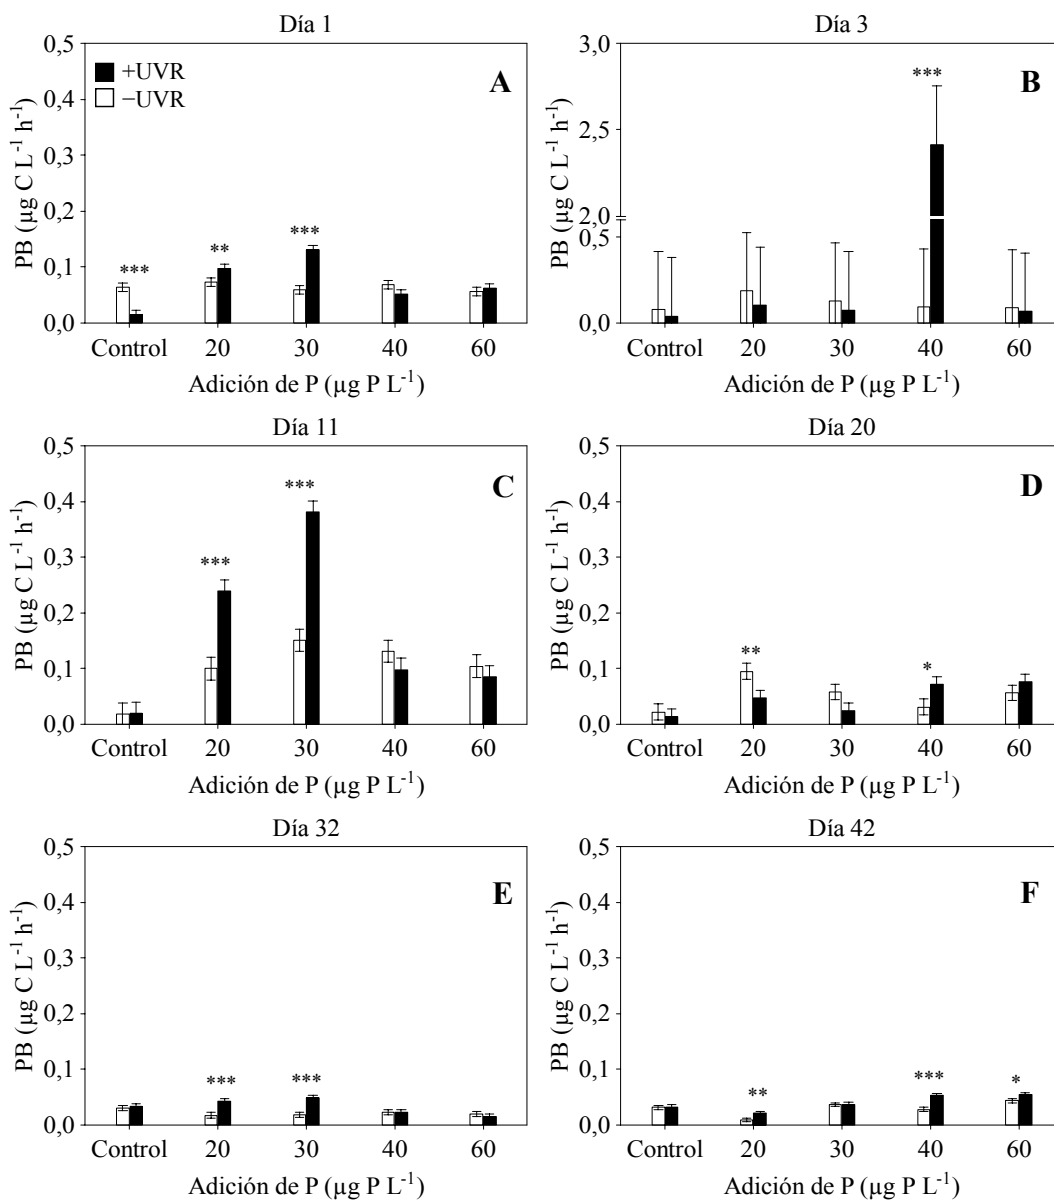 Día 1
PB (µg C L⁻¹ h⁻¹)
0,5
0,4
0,3
0,2
0,1
0,0
+UVR
−UVR
A
***
**
***
Control 20 30 40 60
Adición de P (µg P L⁻¹)
Día 3
PB (µg C L⁻¹ h⁻¹)
3,0
2,5
2,0
0,5
0,0
B
***
Control 20 30 40 60
Adición de P (µg P L⁻¹)
Día 11
PB (µg C L⁻¹ h⁻¹)
0,5
0,4
0,3
0,2
0,1
0,0
C
***
***
Control 20 30 40 60
Adición de P (µg P L⁻¹)
Día 20
PB (µg C L⁻¹ h⁻¹)
0,5
0,4
0,3
0,2
0,1
0,0
D
**
*
Control 20 30 40 60
Adición de P (µg P L⁻¹)
Día 32
PB (µg C L⁻¹ h⁻¹)
0,5
0,4
0,3
0,2
0,1
0,0
E
***
***
Control 20 30 40 60
Adición de P (µg P L⁻¹)
Día 42
PB (µg C L⁻¹ h⁻¹)
0,5
0,4
0,3
0,2
0,1
0,0
F
**
***
*
Control 20 30 40 60
Adición de P (µg P L⁻¹)